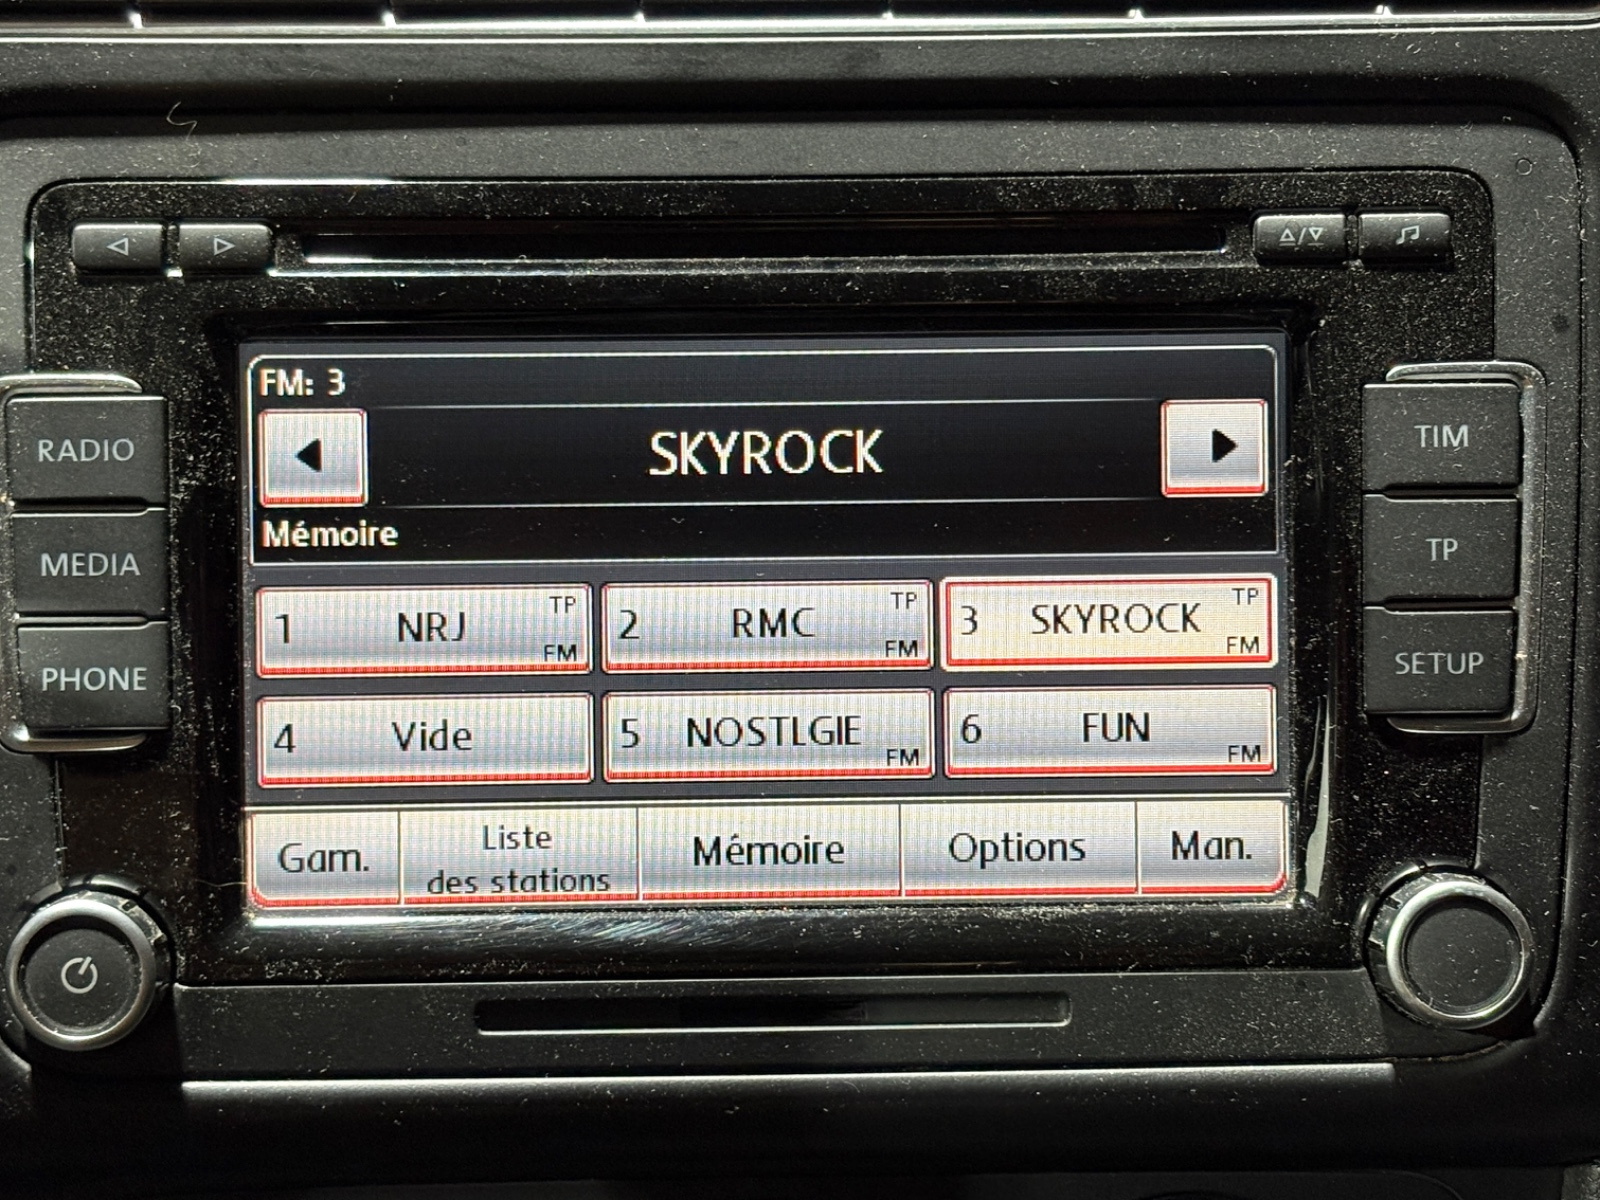 FM: 3
SKYROCK
Mémoire
1 NRJ TP FM
2 RMC TP FM
3 SKYROCK TP FM
4 Vide
5 NOSTLGIE FM
6 FUN FM
Gam.
Liste
des stations
Mémoire
Options
Man.
RADIO
MEDIA
PHONE
TIM
TP
SETUP